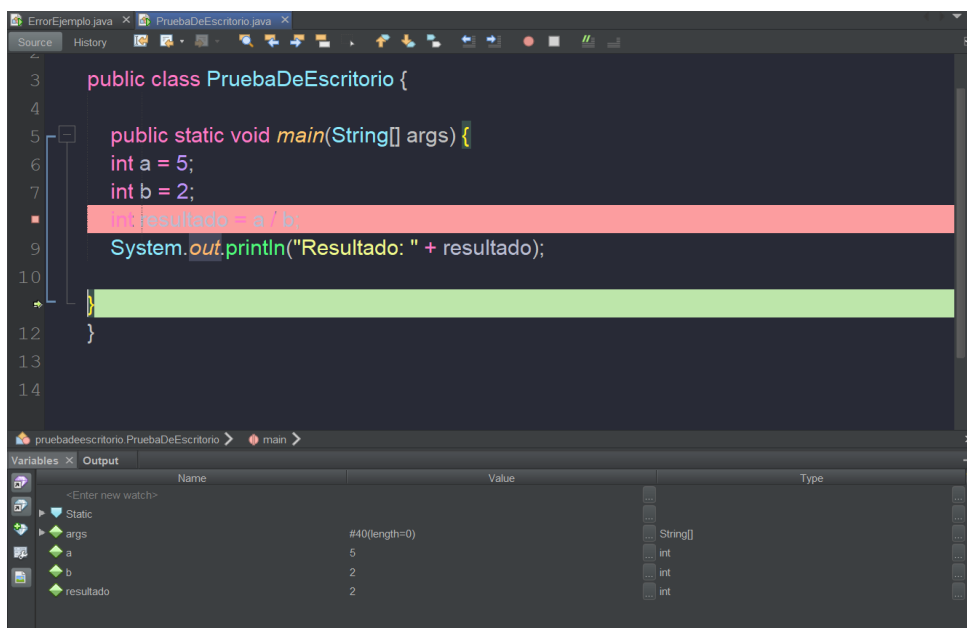 ErrorEjemplo.java × PruebaDeEscritorio.java ×
Source History
2
3 public class PruebaDeEscritorio {
4
5 public static void main(String[] args) {
6 int a = 5;
7 int b = 2;
int resultado = a / b;
9 System.out.println("Resultado: " + resultado);
10
}
12 }
13
14
pruebadeescritorio.PruebaDeEscritorio > main >
Variables × Output
Name Value Type
<Enter new watch> ...
Static ...
args #40(length=0) ... String[] ...
a 5 ... int ...
b 2 ... int ...
resultado 2 ... int ...